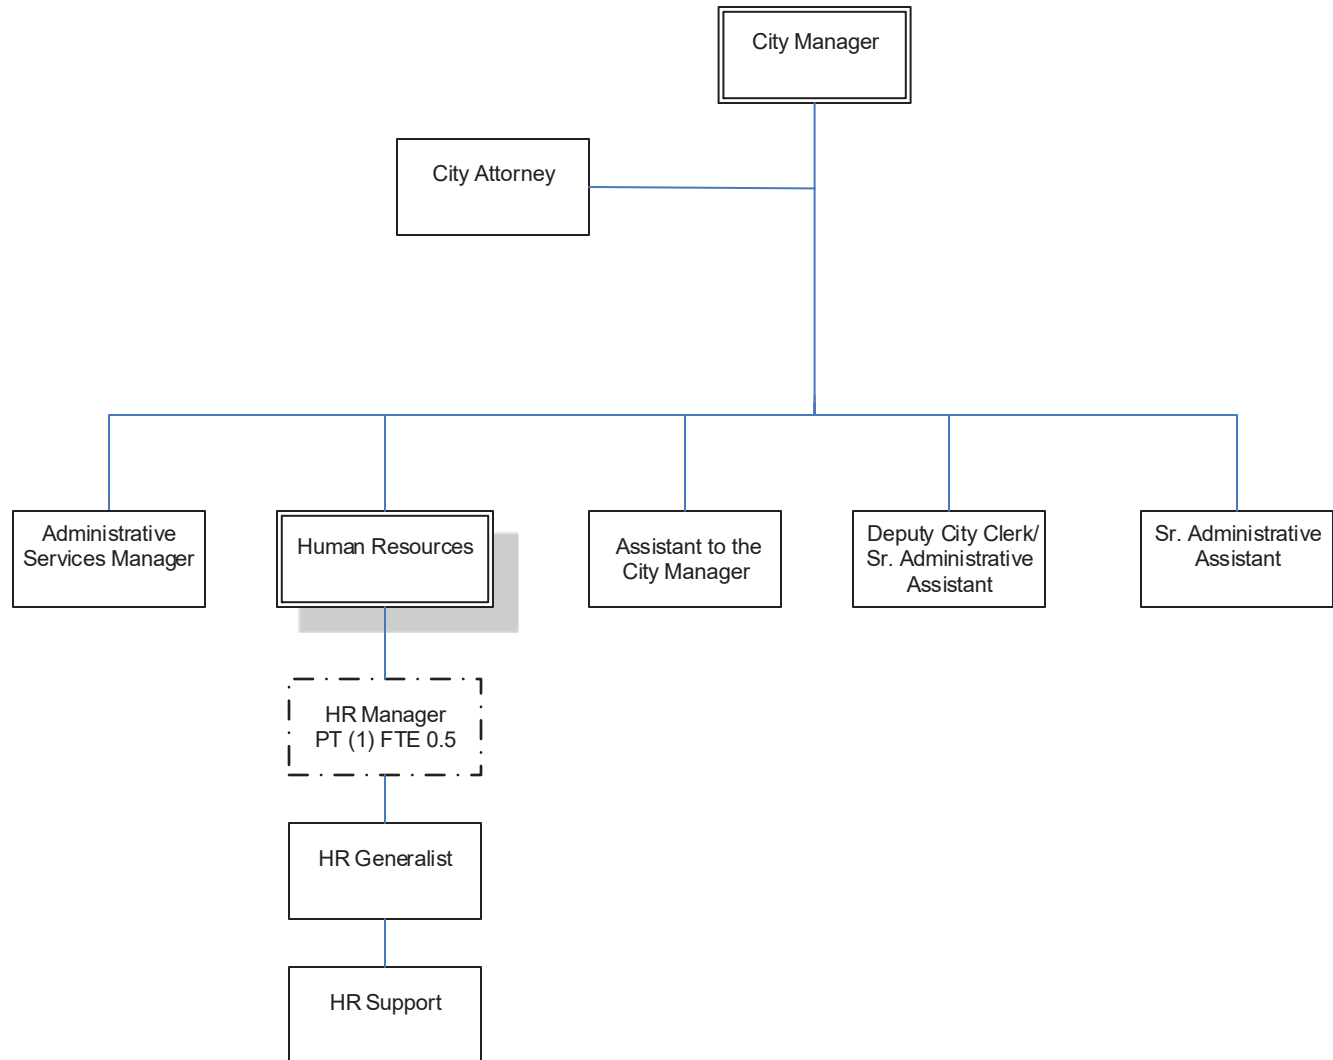 City Manager
City Attorney
Administrative
Services Manager
Human Resources
Assistant to the
City Manager
Deputy City Clerk/
Sr. Administrative
Assistant
Sr. Administrative
Assistant
HR Manager
PT (1) FTE 0.5
HR Generalist
HR Support